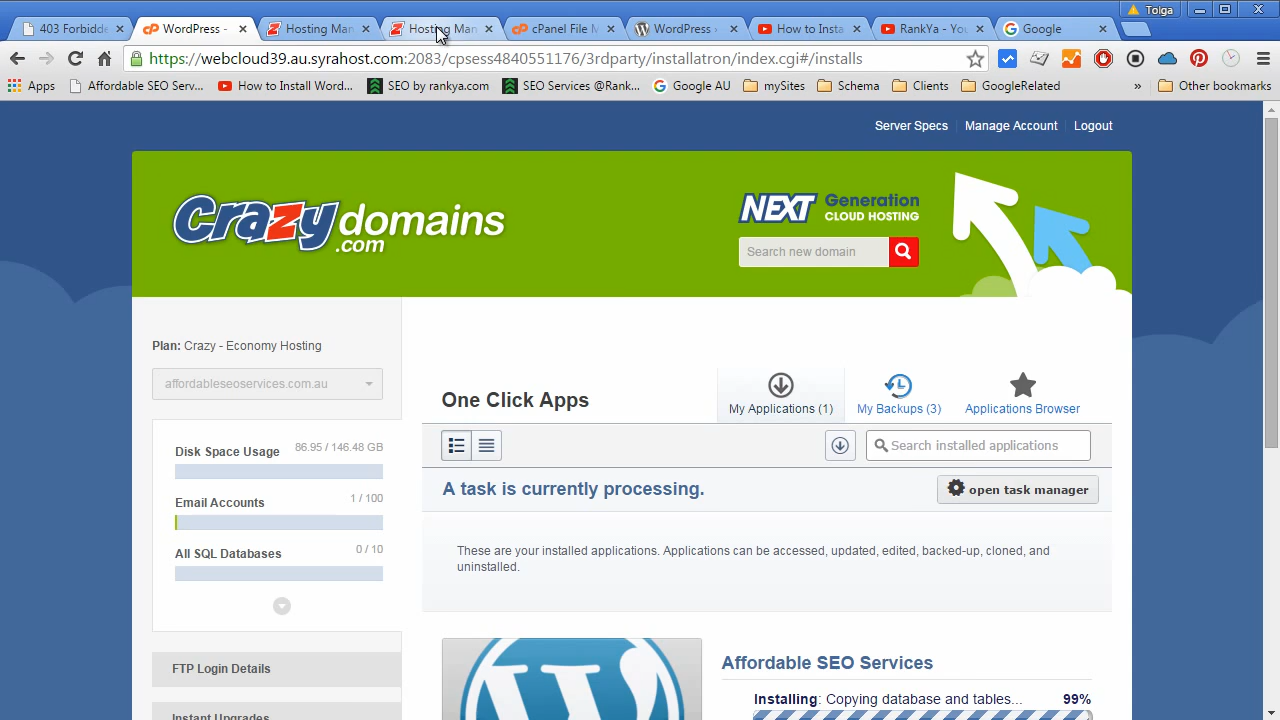 Tolga
403 Forbidde
WordPress -
Hosting Man
Hosting Man
cPanel File M
WordPress ›
How to Insta
RankYa - You
Google
https://webcloud39.au.syrahost.com:2083/cpsess4840551176/3rdparty/installatron/index.cgi#/installs
Apps
Affordable SEO Serv...
How to Install Word...
SEO by rankya.com
SEO Services @Rank...
Google AU
mySites
Schema
Clients
GoogleRelated
»
Other bookmarks
Server Specs
Manage Account
Logout
Crazy domains
.com
NEXT Generation
CLOUD HOSTING
Search new domain
Plan: Crazy - Economy Hosting
affordableseoservices.com.au
Disk Space Usage 86.95 / 146.48 GB
Email Accounts 1 / 100
All SQL Databases 0 / 10
FTP Login Details
Instant Upgrades
One Click Apps
My Applications (1)
My Backups (3)
Applications Browser
Search installed applications
A task is currently processing.
open task manager
These are your installed applications. Applications can be accessed, updated, edited, backed-up, cloned, and
uninstalled.
Affordable SEO Services
Installing: Copying database and tables... 99%